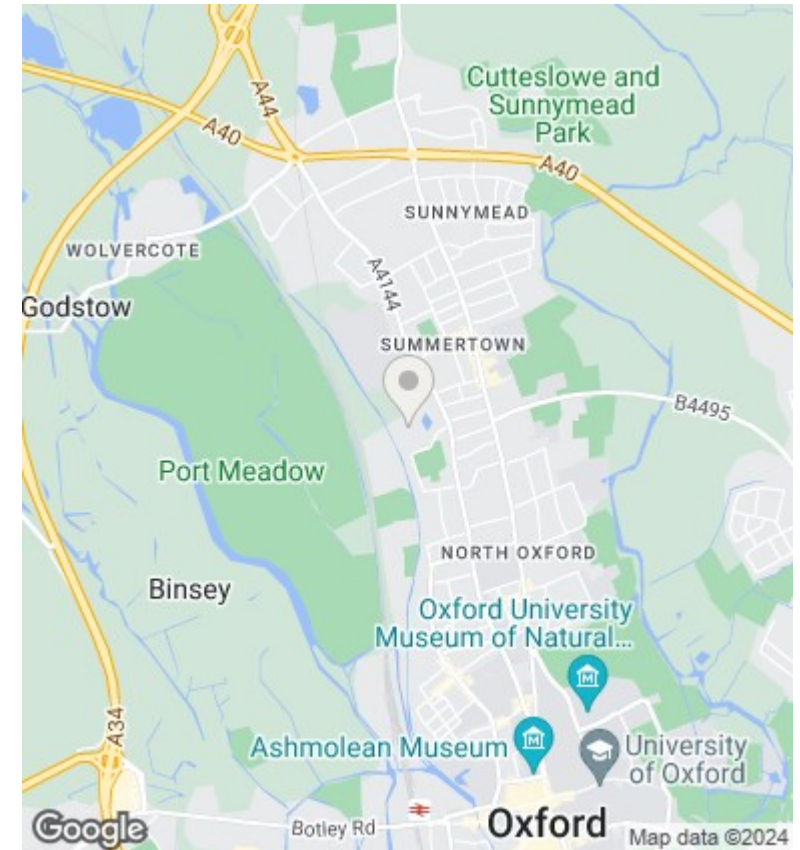 Cutteslowe and
Sunnymead
Park
A44
A40
A40
SUNNYMEAD
WOLVERCOTE
A4144
Godstow
SUMMERTOWN
B4495
Port Meadow
NORTH OXFORD
Binsey
Oxford University
Museum of Natural...
A34
Ashmolean Museum
University
of Oxford
Botley Rd
Oxford
Google
Map data ©2024